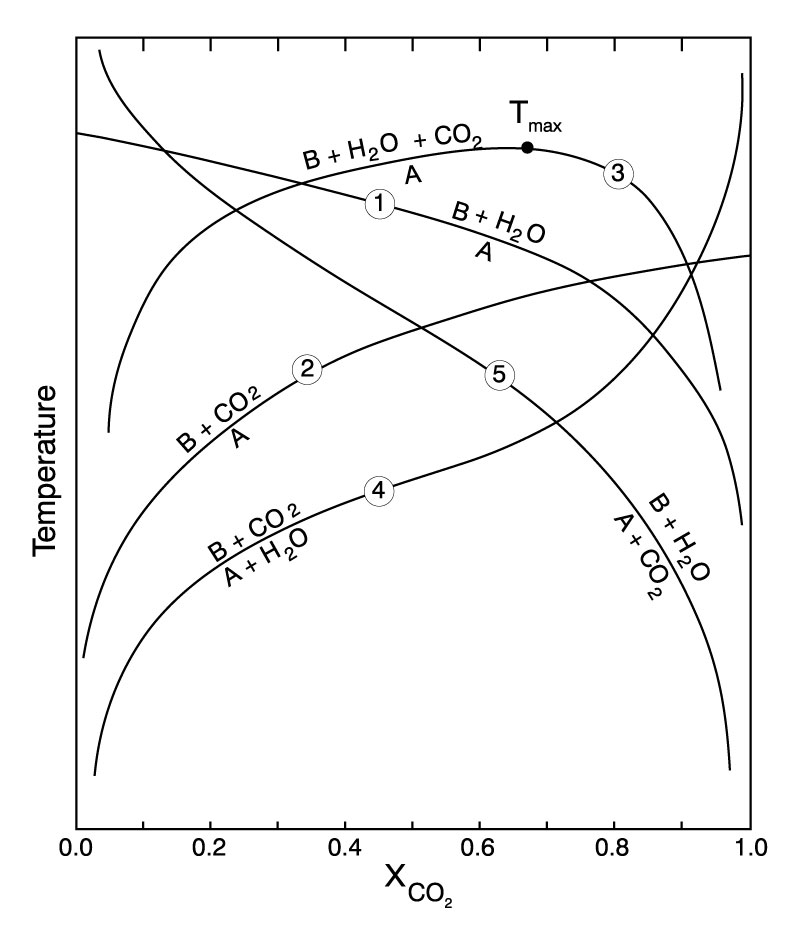 T_max
B + H₂O + CO₂
A
3
1
B + H₂O
A
2
5
B + CO₂
A
4
B + CO₂
A + H₂O
B + H₂O
A + CO₂
Temperature
0.0 0.2 0.4 0.6 0.8 1.0
X_CO₂